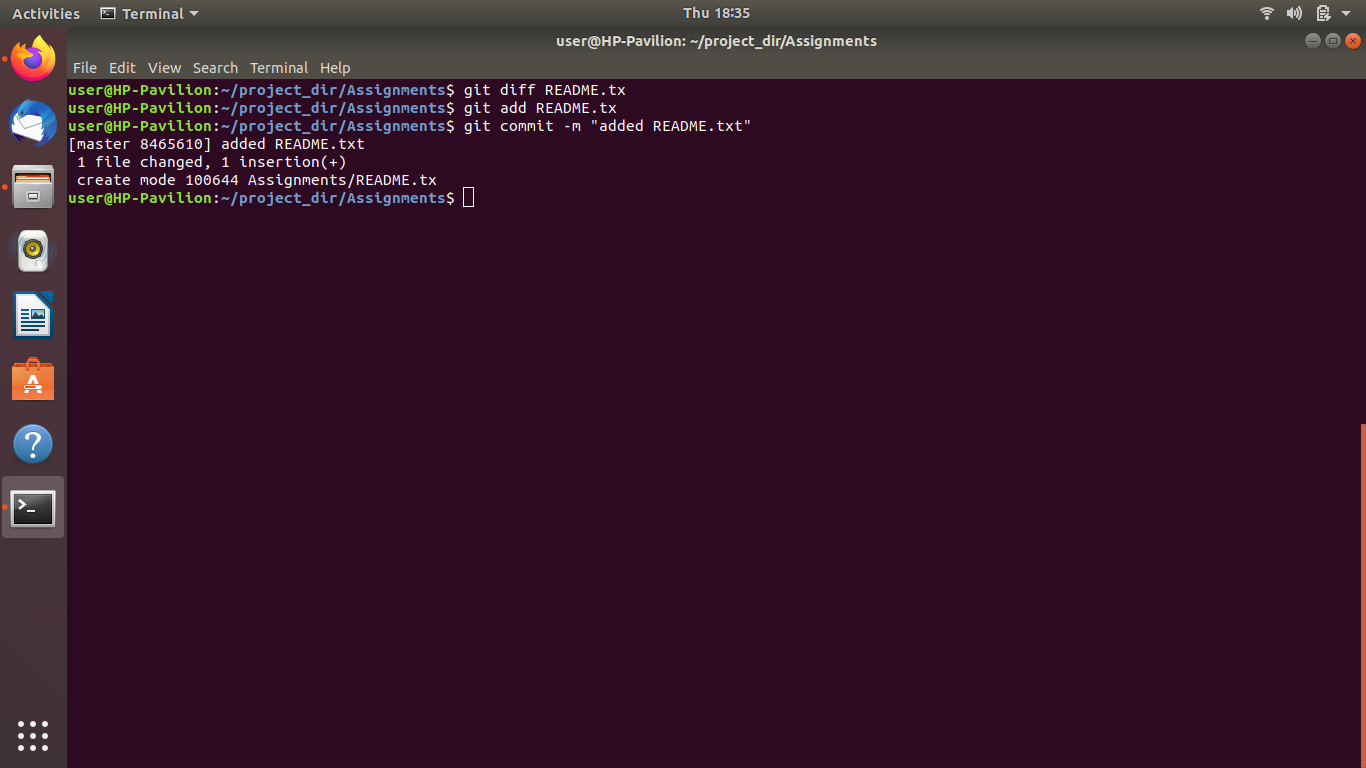 Activities Terminal Thu 18:35
user@HP-Pavilion: ~/project_dir/Assignments
File Edit View Search Terminal Help
user@HP-Pavilion:~/project_dir/Assignments$ git diff README.tx
user@HP-Pavilion:~/project_dir/Assignments$ git add README.tx
user@HP-Pavilion:~/project_dir/Assignments$ git commit -m "added README.txt"
[master 8465610] added README.txt
 1 file changed, 1 insertion(+)
 create mode 100644 Assignments/README.tx
user@HP-Pavilion:~/project_dir/Assignments$